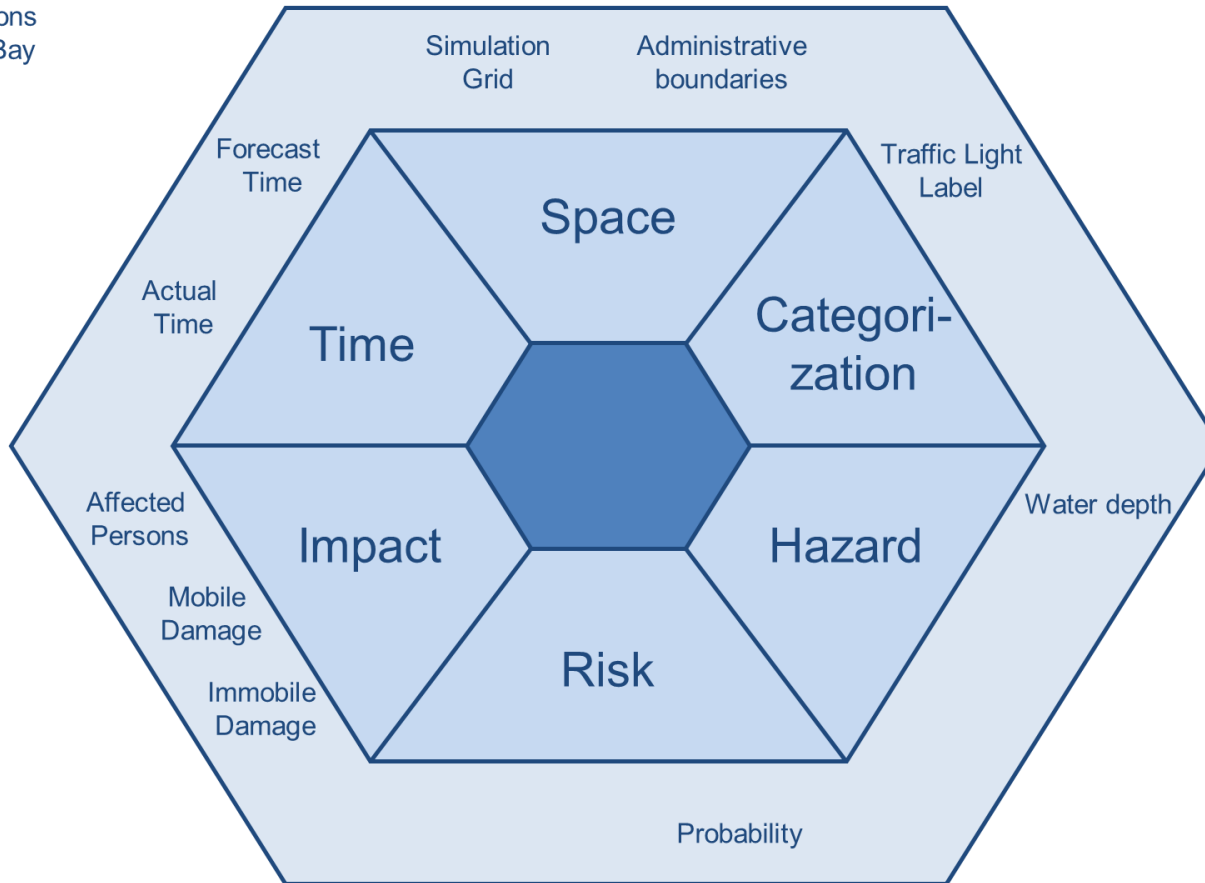 Bay
Simulation
Grid
Administrative
boundaries
Forecast
Time
Traffic Light
Label
Space
Actual
Time
Time
Categori-
zation
Affected
Persons
Water depth
Impact
Hazard
Mobile
Damage
Risk
Immobile
Damage
Probability